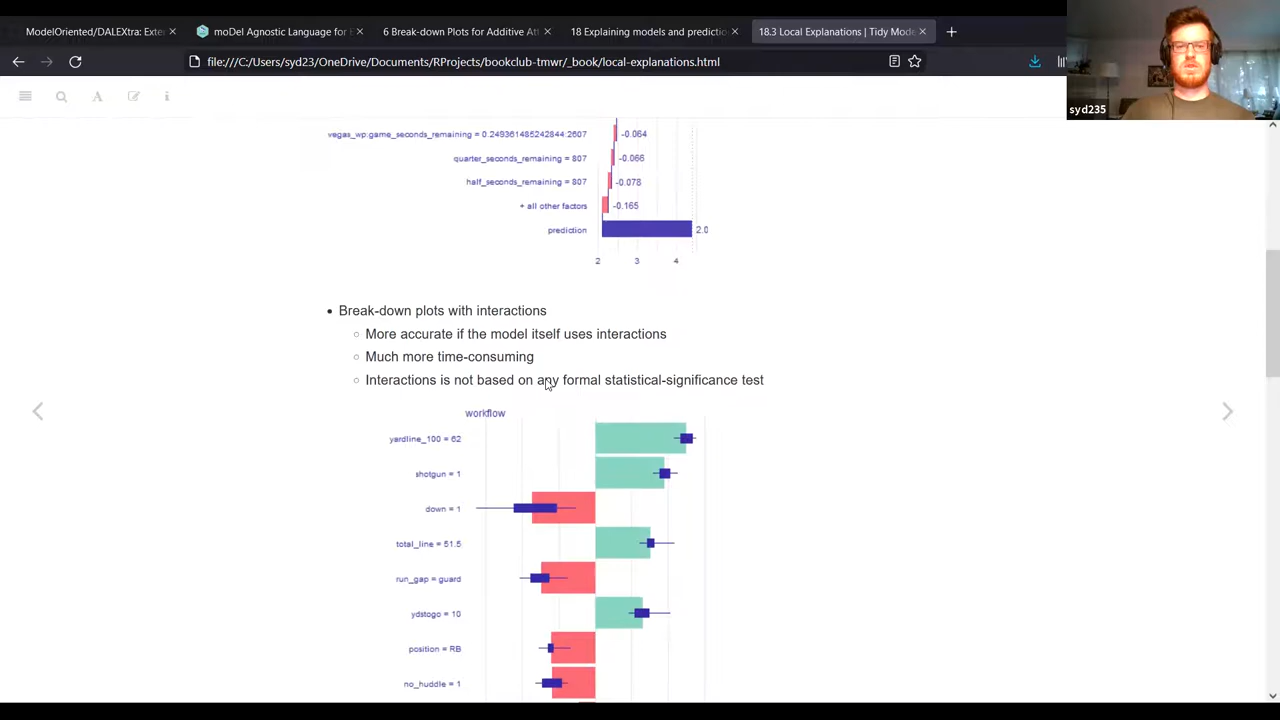 ModelOriented/DALEXtra: Exte
moDel Agnostic Language for E
6 Break-down Plots for Additive Att
18 Explaining models and predictio
18.3 Local Explanations | Tidy Mode
file:///C:/Users/syd23/OneDrive/Documents/RProjects/bookclub-tmwr/_book/local-explanations.html
syd235
vegas_wp:game_seconds_remaining = 0.249361485242844:2607 -0.064
quarter_seconds_remaining = 807 -0.066
half_seconds_remaining = 807 -0.078
+ all other factors -0.165
prediction 2.0
2 3 4
• Break-down plots with interactions
○ More accurate if the model itself uses interactions
○ Much more time-consuming
○ Interactions is not based on any formal statistical-significance test
workflow
yardline_100 = 62
shotgun = 1
down = 1
total_line = 51.5
run_gap = guard
ydstogo = 10
position = RB
no_huddle = 1